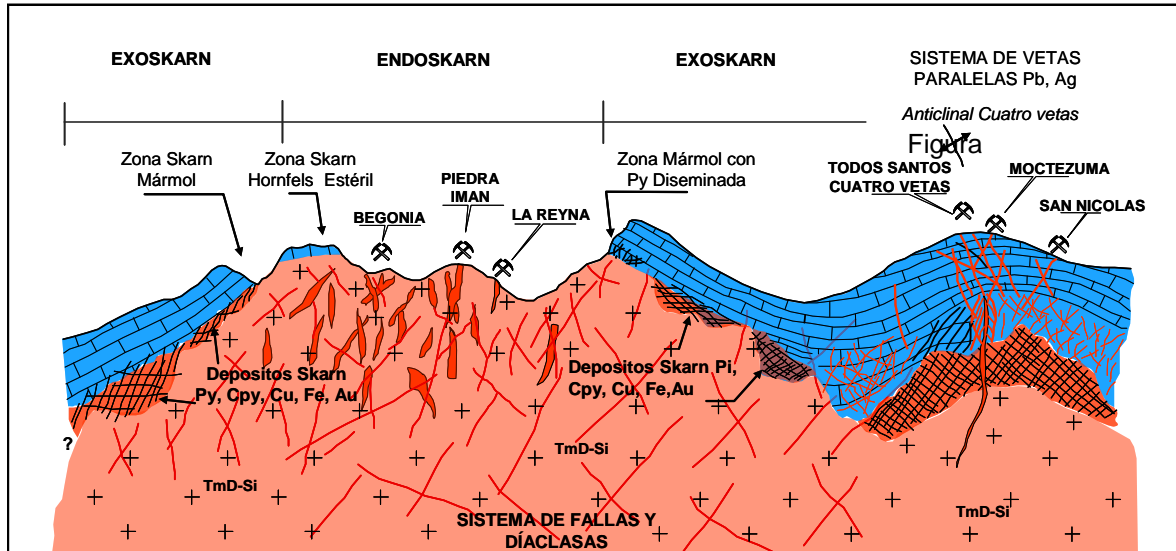 EXOSKARN
ENDOSKARN
EXOSKARN
SISTEMA DE VETAS
PARALELAS Pb, Ag
Anticlinal Cuatro vetas
Figura
Zona Skarn
Mármol
Zona Skarn
Hornfels Estéril
BEGONIA
PIEDRA
IMAN
LA REYNA
Zona Mármol con
Py Diseminada
TODOS SANTOS
CUATRO VETAS
MOCTEZUMA
SAN NICOLAS
Depositos Skarn
Py, Cpy, Cu, Fe, Au
Depositos Skarn Pi,
Cpy, Cu, Fe,Au
?
TmD-Si
TmD-Si
TmD-Si
SISTEMA DE FALLAS Y
DÍACLASAS